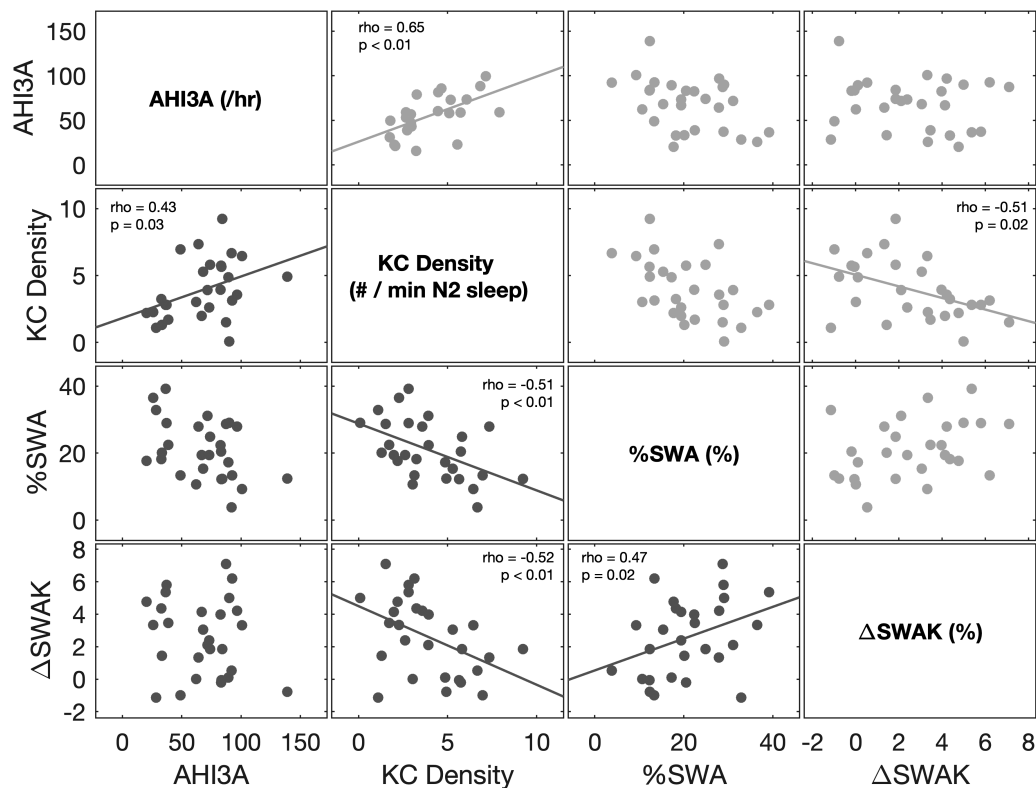 150
100
50
0
AHI3A
AHI3A (/hr)
rho = 0.65
p < 0.01
10
5
0
KC Density
rho = 0.43
p = 0.03
KC Density
(# / min N2 sleep)
rho = -0.51
p = 0.02
40
20
0
%SWA
rho = -0.51
p < 0.01
%SWA (%)
8
6
4
2
0
-2
ΔSWAK
rho = -0.52
p < 0.01
rho = 0.47
p = 0.02
ΔSWAK (%)
0 50 100 150
0 5 10
0 20 40
-2 0 2 4 6 8
AHI3A
KC Density
%SWA
ΔSWAK